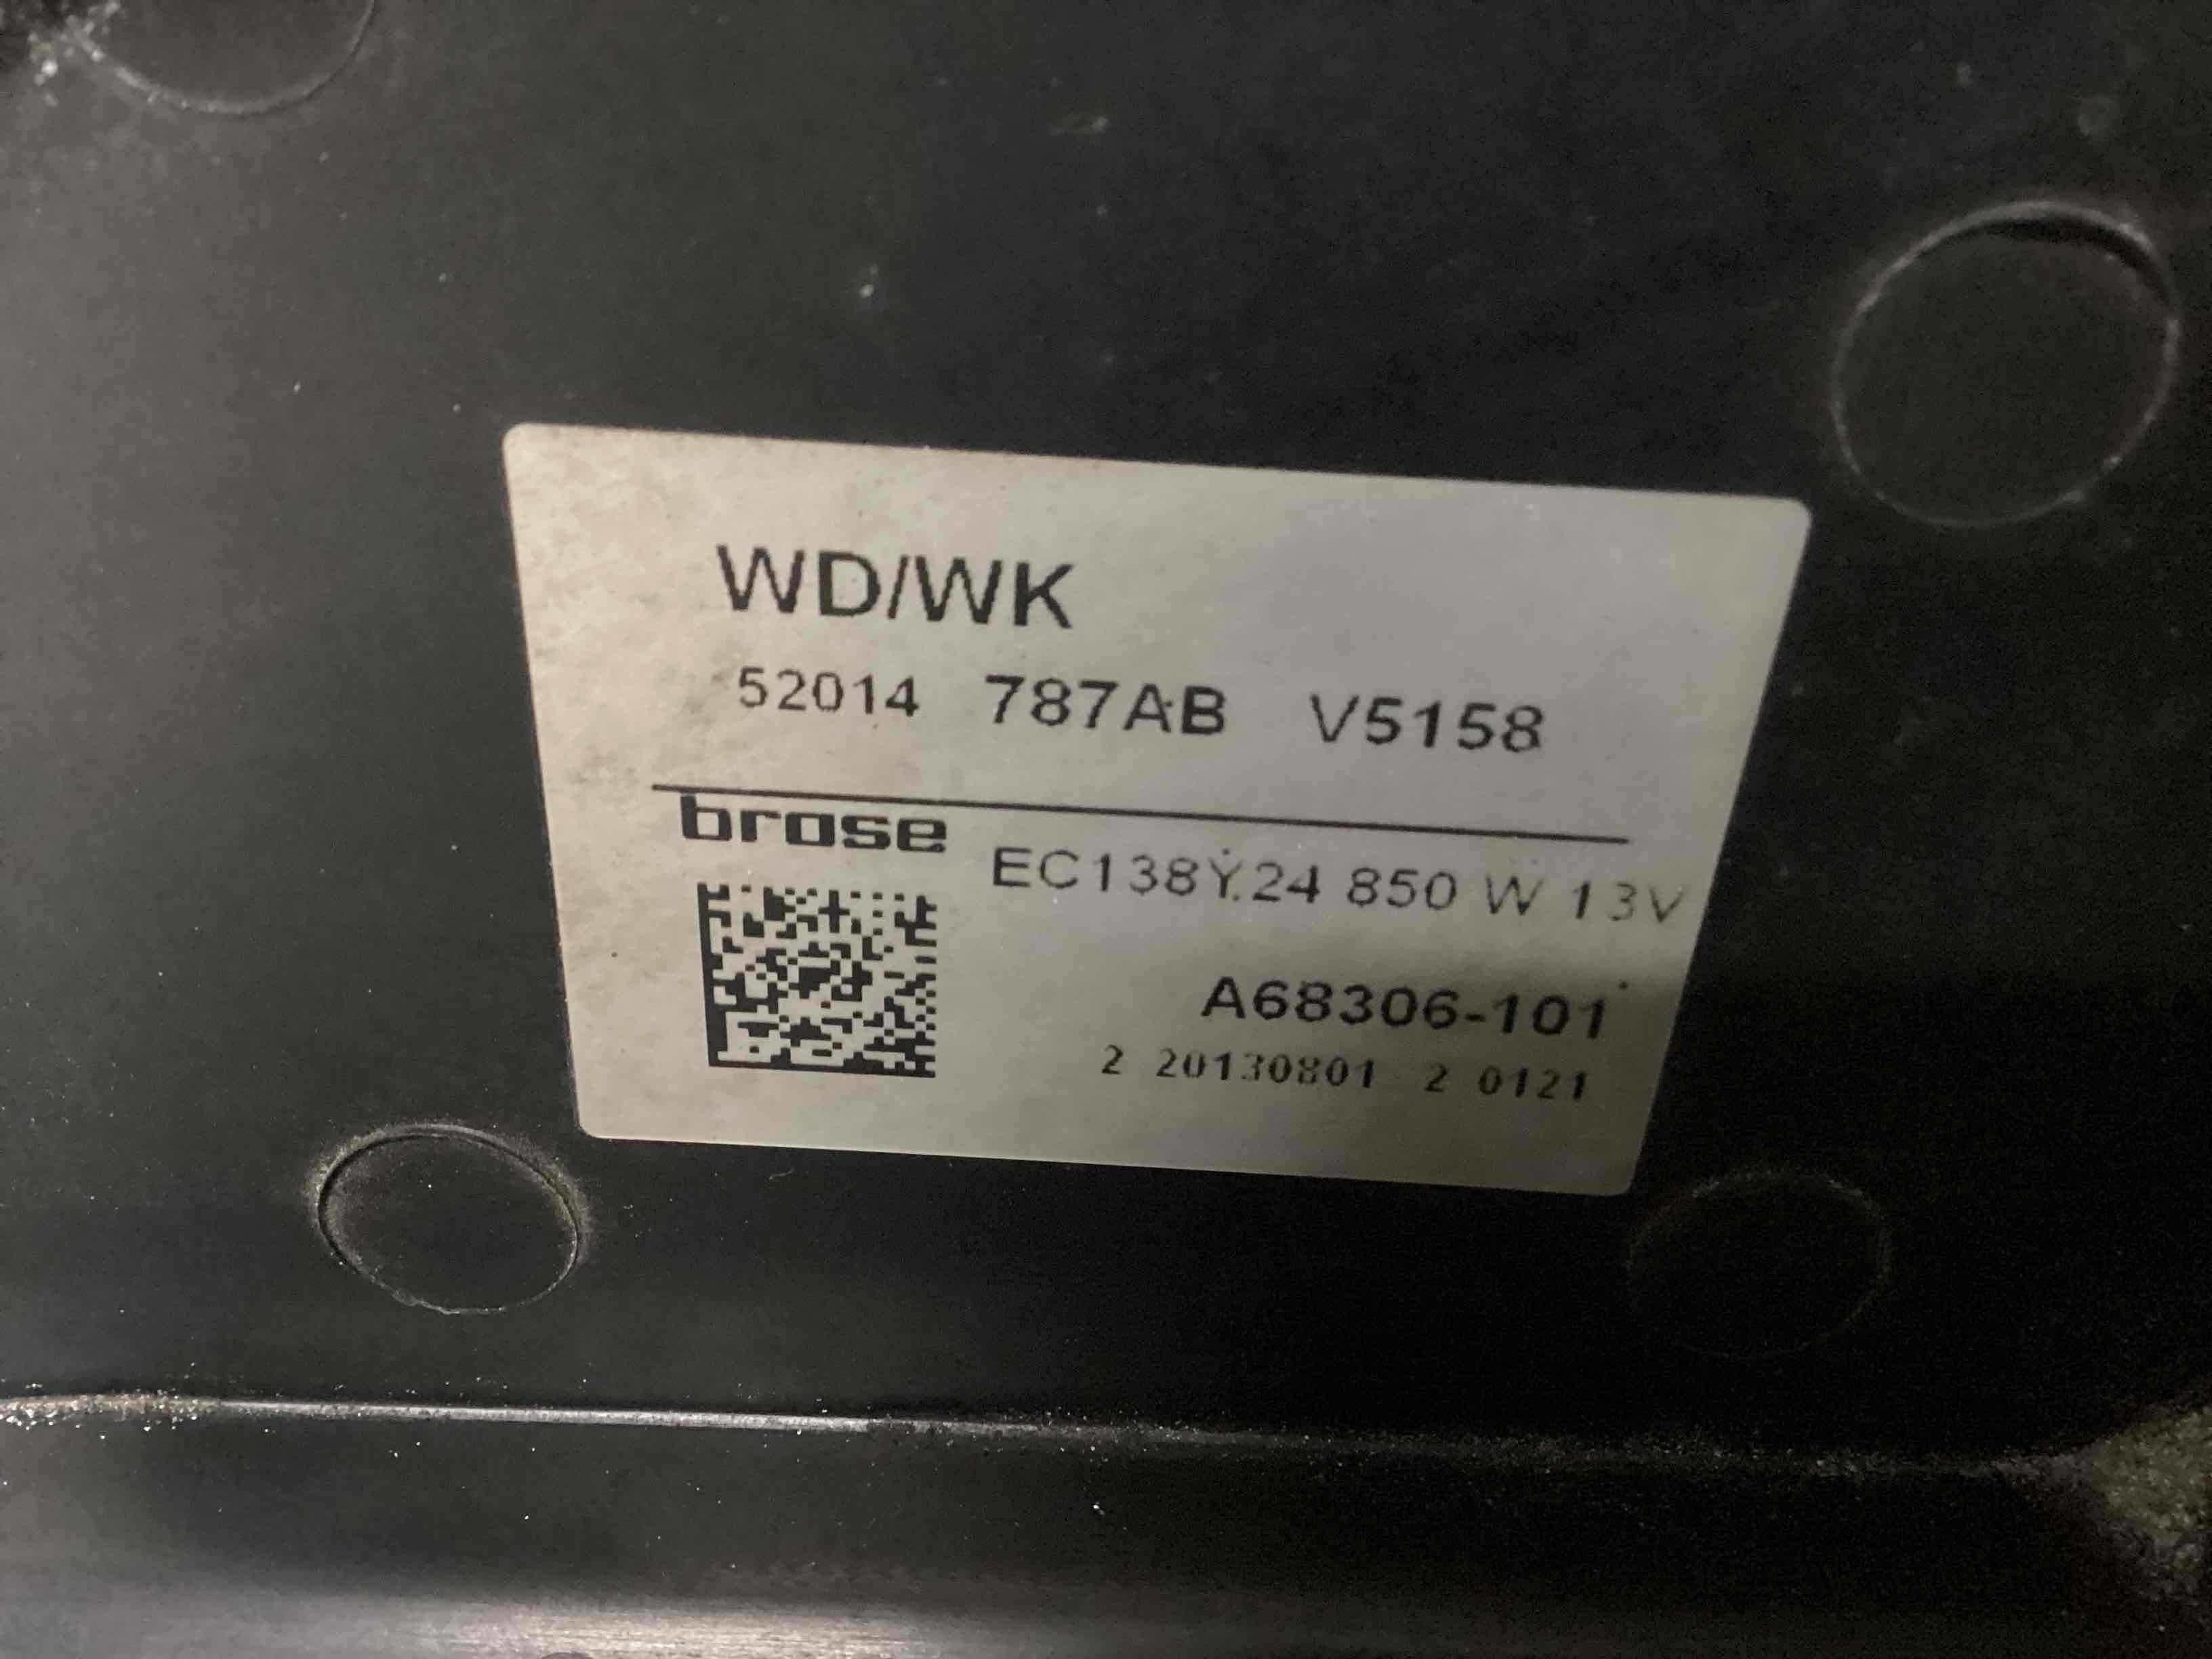 WD/WK
52014 787AB V5158
brose
EC138Y.24 850 W 13V
A68306-101
2 20130801 2 0121